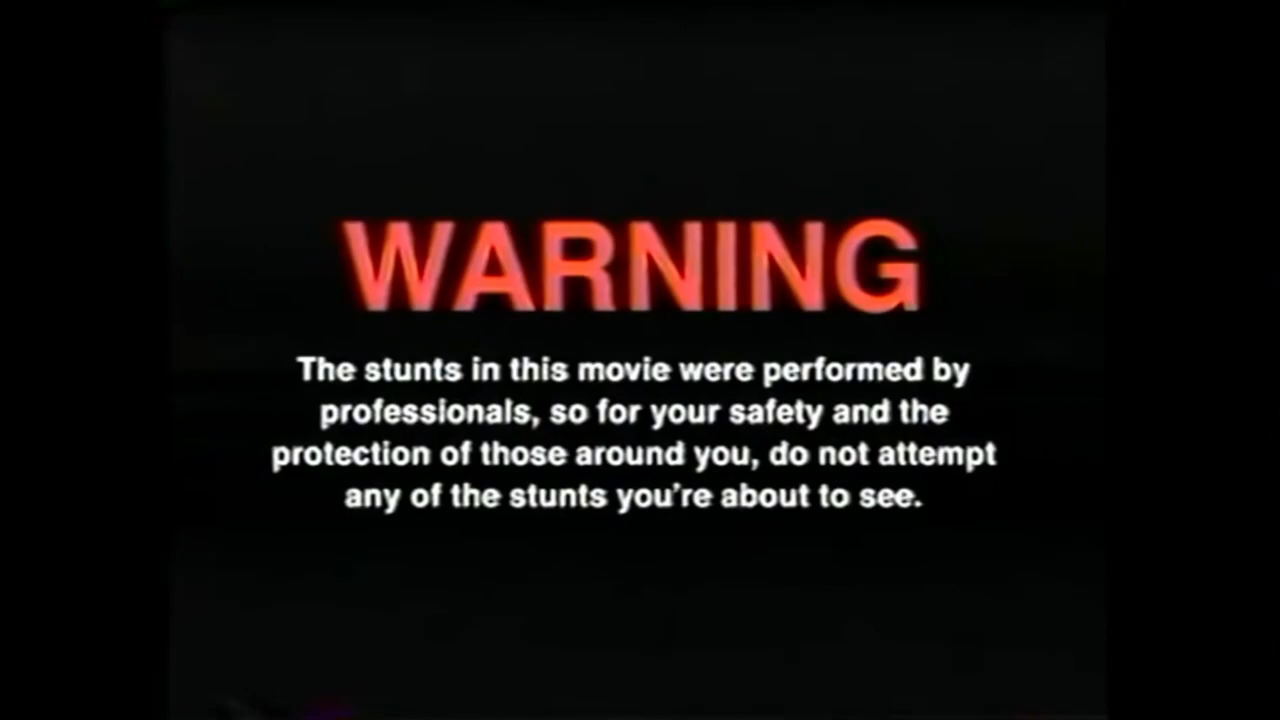 WARNING
The stunts in this movie were performed by
professionals, so for your safety and the
protection of those around you, do not attempt
any of the stunts you're about to see.